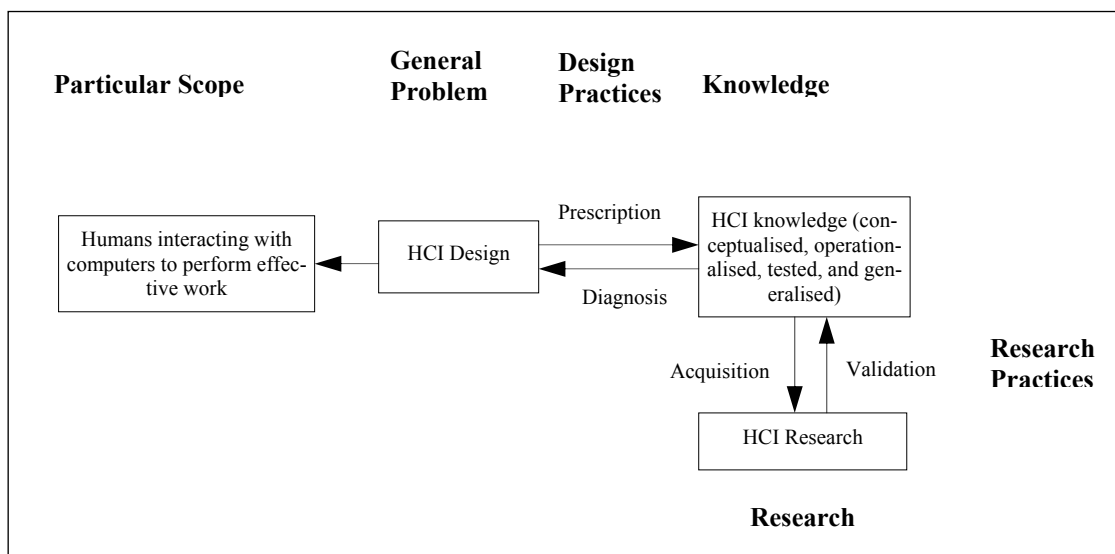 Particular Scope
General
Problem
Design
Practices
Knowledge
Humans interacting with
computers to perform effec-
tive work
HCI Design
Prescription
Diagnosis
HCI knowledge (con-
ceptualised, operation-
alised, tested, and gen-
eralised)
Acquisition
Validation
Research
Practices
HCI Research
Research